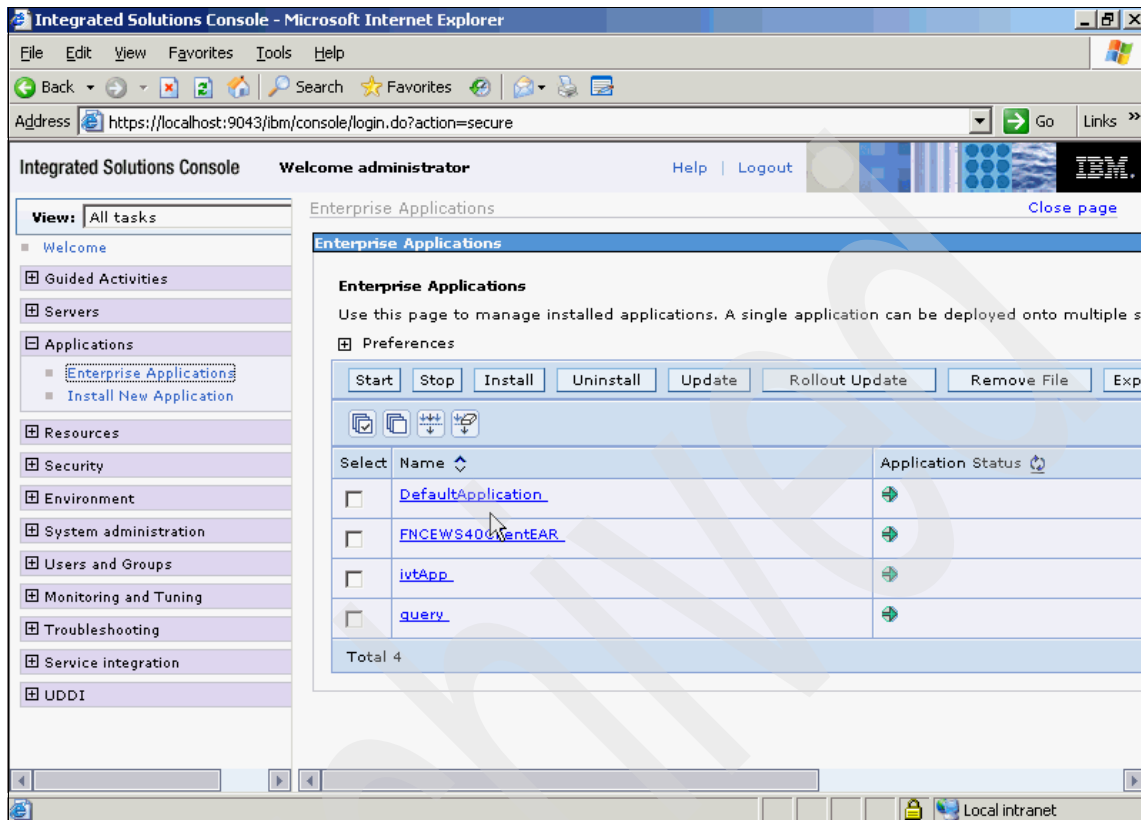 Integrated Solutions Console - Microsoft Internet Explorer
File Edit View Favorites Tools Help
Back Search Favorites
Address https://localhost:9043/ibm/console/login.do?action=secure Go Links »
Integrated Solutions Console Welcome administrator Help | Logout IBM.
View: All tasks
Welcome
Guided Activities
Servers
Applications
Enterprise Applications
Install New Application
Resources
Security
Environment
System administration
Users and Groups
Monitoring and Tuning
Troubleshooting
Service integration
UDDI
Enterprise Applications Close page
Enterprise Applications
Enterprise Applications
Use this page to manage installed applications. A single application can be deployed onto multiple s
Preferences
Start Stop Install Uninstall Update Rollout Update Remove File Exp
Select Name Application Status
DefaultApplication
ivtApp
query
Total 4
Local intranet